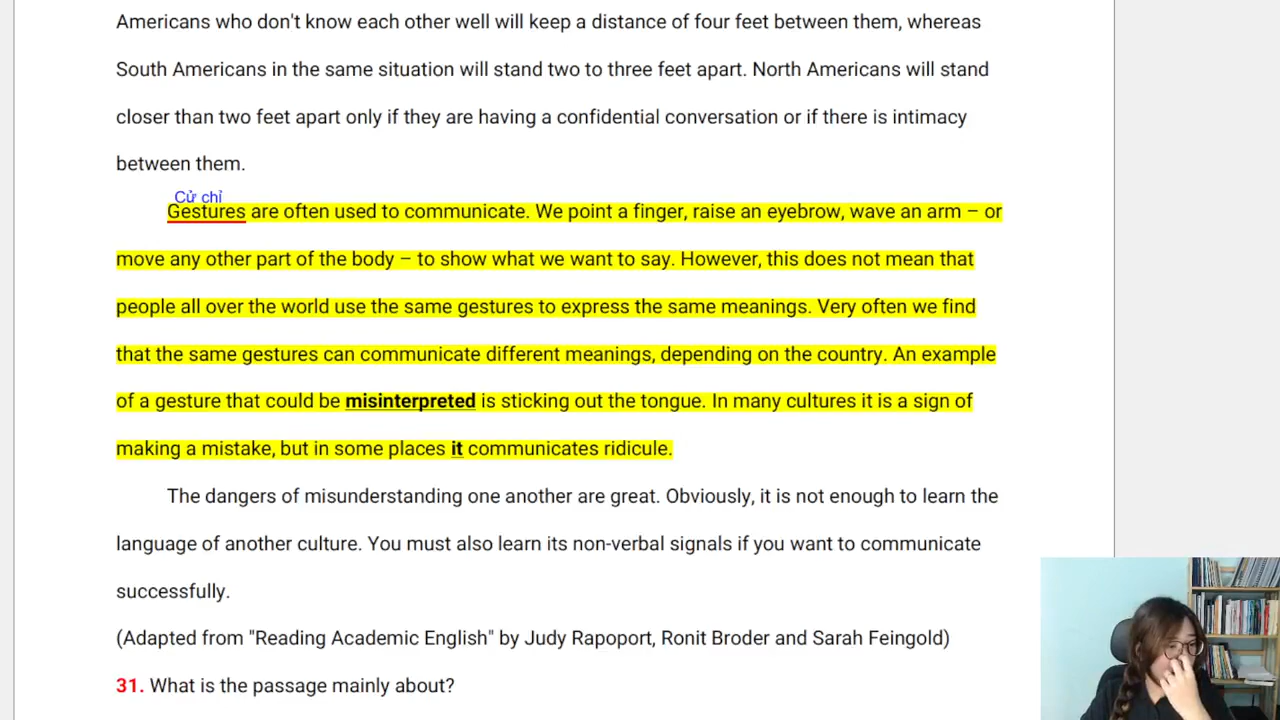 Americans who don't know each other well will keep a distance of four feet between them, whereas
South Americans in the same situation will stand two to three feet apart. North Americans will stand
closer than two feet apart only if they are having a confidential conversation or if there is intimacy
between them.
Cử chỉ
Gestures are often used to communicate. We point a finger, raise an eyebrow, wave an arm – or
move any other part of the body – to show what we want to say. However, this does not mean that
people all over the world use the same gestures to express the same meanings. Very often we find
that the same gestures can communicate different meanings, depending on the country. An example
of a gesture that could be misinterpreted is sticking out the tongue. In many cultures it is a sign of
making a mistake, but in some places it communicates ridicule.
The dangers of misunderstanding one another are great. Obviously, it is not enough to learn the
language of another culture. You must also learn its non-verbal signals if you want to communicate
successfully.
(Adapted from "Reading Academic English" by Judy Rapoport, Ronit Broder and Sarah Feingold)
31. What is the passage mainly about?